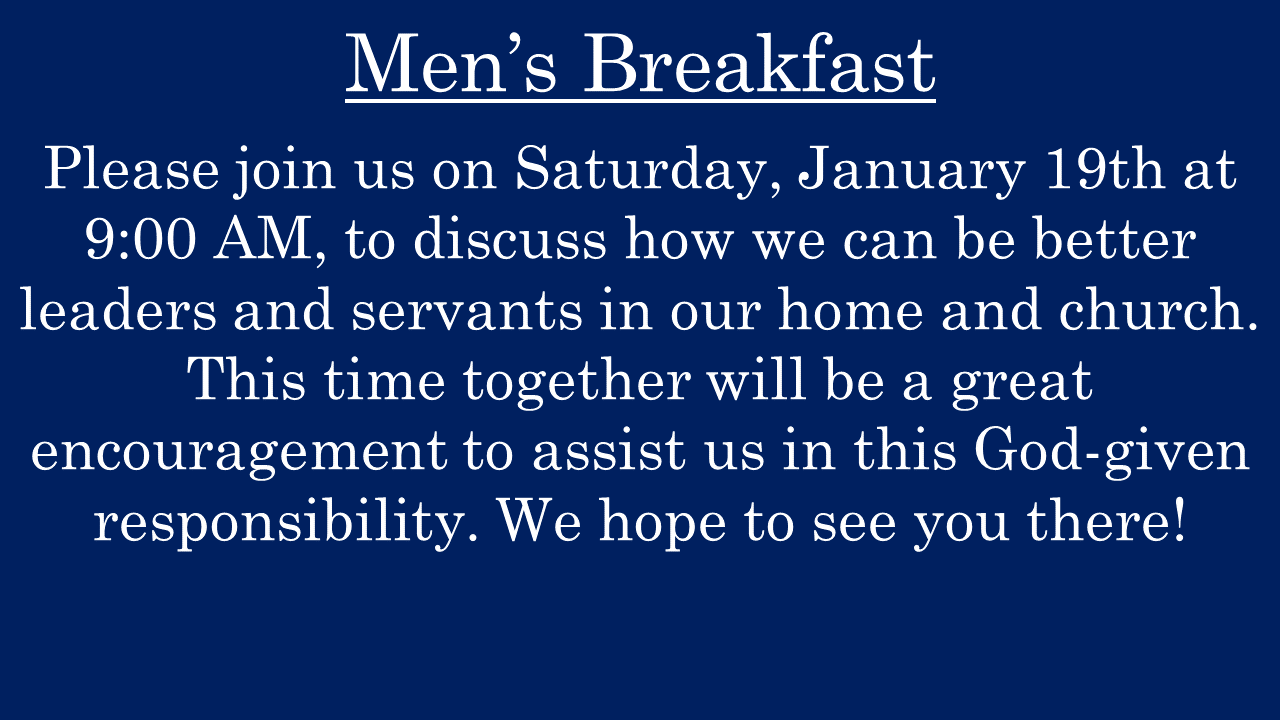 Men’s Breakfast
Please join us on Saturday, January 19th at
9:00 AM, to discuss how we can be better
leaders and servants in our home and church.
This time together will be a great
encouragement to assist us in this God-given
responsibility. We hope to see you there!